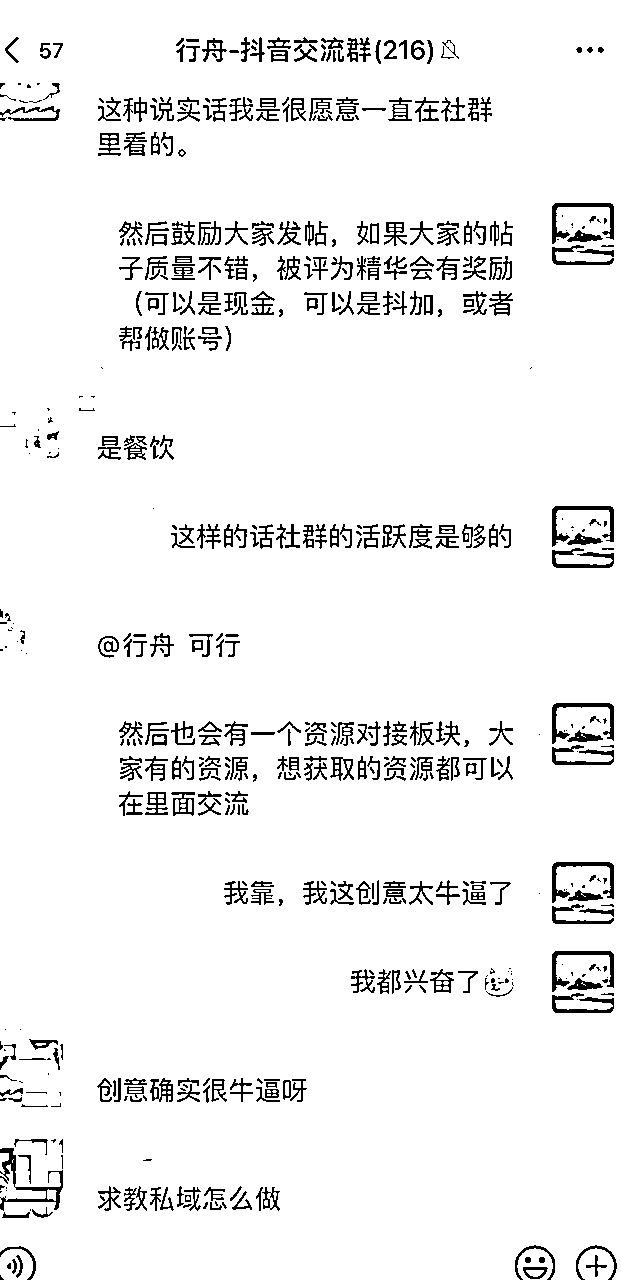 57
行舟-抖音交流群(216)
这种说实话我是很愿意一直在社群
里看的。
然后鼓励大家发帖，如果大家的帖
子质量不错，被评为精华会有奖励
（可以是现金，可以是抖加，或者
帮做账号）
是餐饮
这样的话社群的活跃度是够的
@行舟 可行
然后也会有一个资源对接板块，大
家有的资源，想获取的资源都可以
在里面交流
我靠，我这创意太牛逼了
我都兴奋了
创意确实很牛逼呀
求教私域怎么做